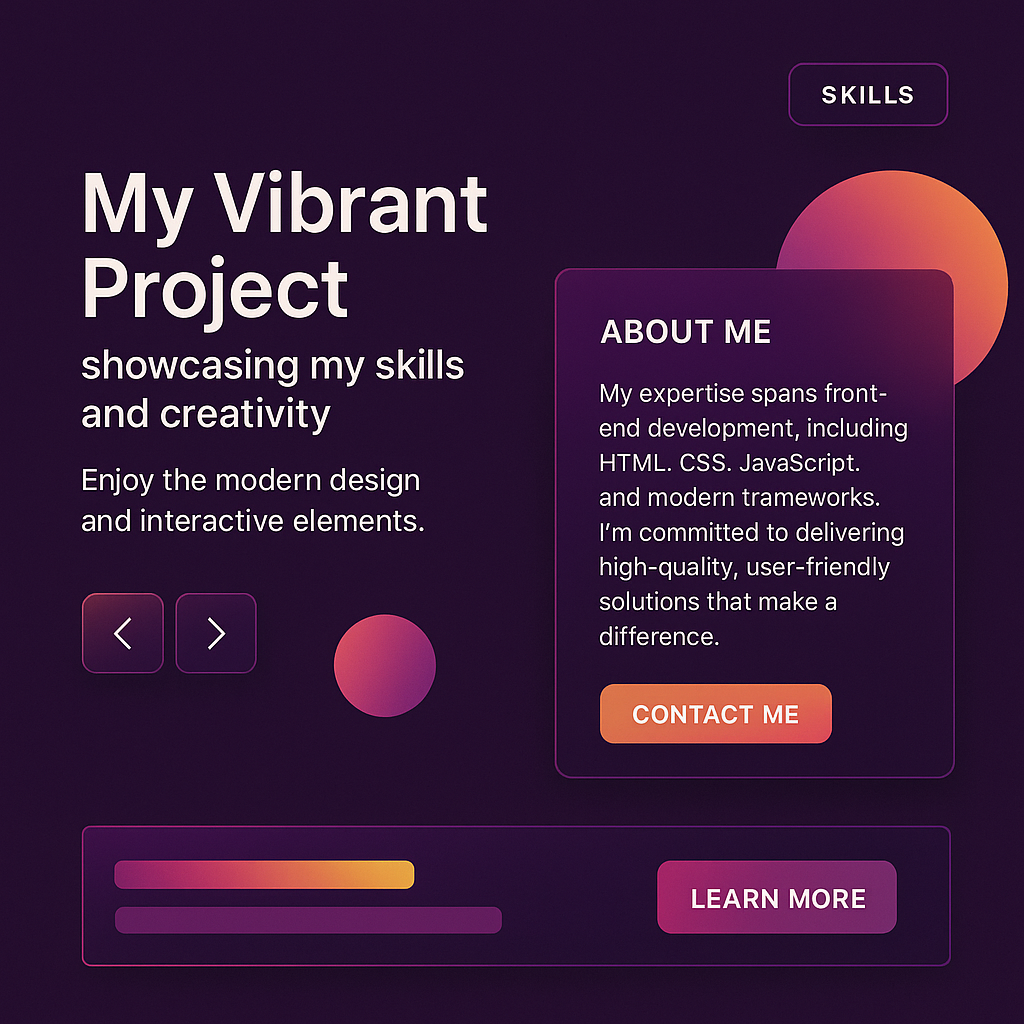 SKILLS
My Vibrant
Project
showcasing my skills
and creativity
Enjoy the modern design
and interactive elements.
ABOUT ME
My expertise spans front-
end development, including
HTML. CSS. JavaScript.
and modern trameworks.
I’m committed to delivering
high-quality, user-friendly
solutions that make a
difference.
CONTACT ME
LEARN MORE